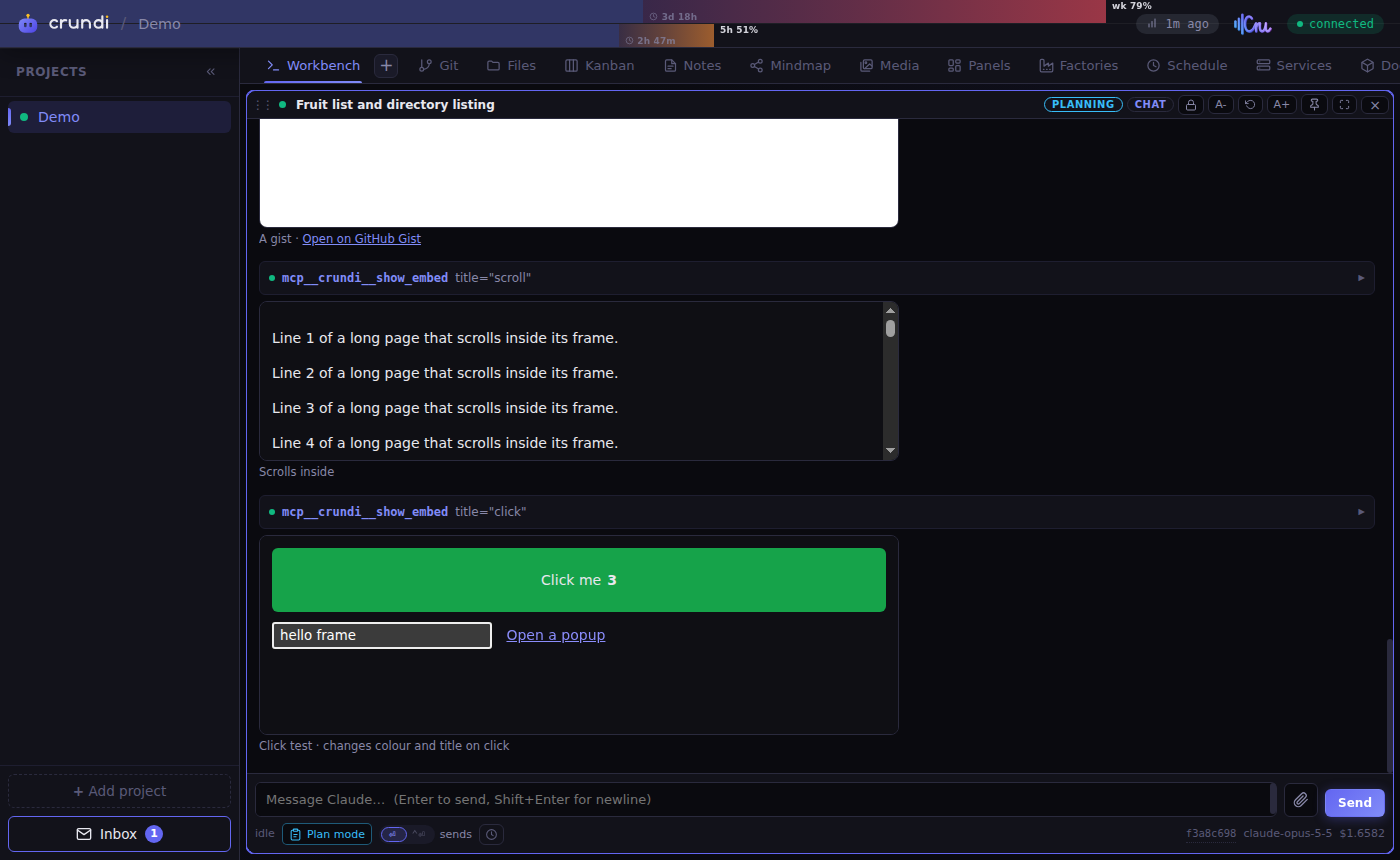 crundi / Demo
3d 18h
wk 79%
2h 47m
5h 51%
1m ago
Cru
connected
PROJECTS
«
Demo
+ Add project
Inbox 1
Workbench
+
Git
Files
Kanban
Notes
Mindmap
Media
Panels
Factories
Schedule
Services
Do
Fruit list and directory listing
PLANNING
CHAT
A-
A+
A gist · Open on GitHub Gist
mcp__crundi__show_embed title="scroll"
Line 1 of a long page that scrolls inside its frame.
Line 2 of a long page that scrolls inside its frame.
Line 3 of a long page that scrolls inside its frame.
Line 4 of a long page that scrolls inside its frame.
Scrolls inside
mcp__crundi__show_embed title="click"
Click me 3
hello frame
Open a popup
Click test · changes colour and title on click
Message Claude… (Enter to send, Shift+Enter for newline)
Send
idle
Plan mode
sends
f3a8c698 claude-opus-5-5 $1.6582